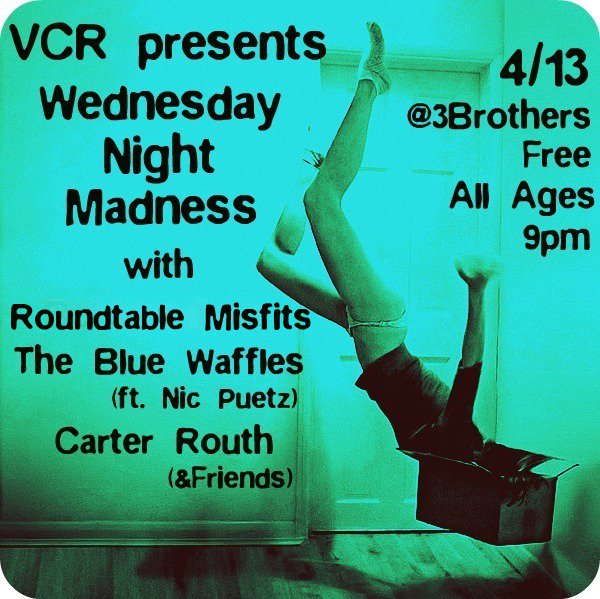 VCR presents
Wednesday
Night
Madness
with
Roundtable Misfits
The Blue Waffles
(ft. Nic Puetz)
Carter Routh
(&Friends)
4/13
@3Brothers
Free
All Ages
9pm